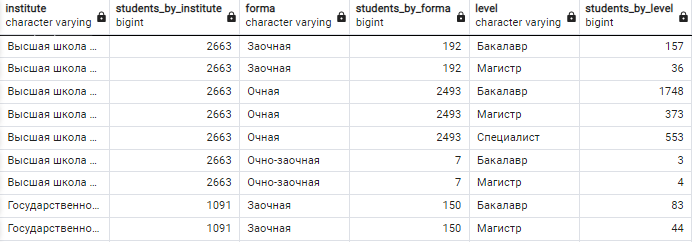 institute students_by_institute forma students_by_forma level students_by_level
character varying bigint character varying bigint character varying bigint
Высшая школа ... 2663 Заочная 192 Бакалавр 157
Высшая школа ... 2663 Заочная 192 Магистр 36
Высшая школа ... 2663 Очная 2493 Бакалавр 1748
Высшая школа ... 2663 Очная 2493 Магистр 373
Высшая школа ... 2663 Очная 2493 Специалист 553
Высшая школа ... 2663 Очно-заочная 7 Бакалавр 3
Высшая школа ... 2663 Очно-заочная 7 Магистр 4
Государственно... 1091 Заочная 150 Бакалавр 83
Государственно... 1091 Заочная 150 Магистр 44